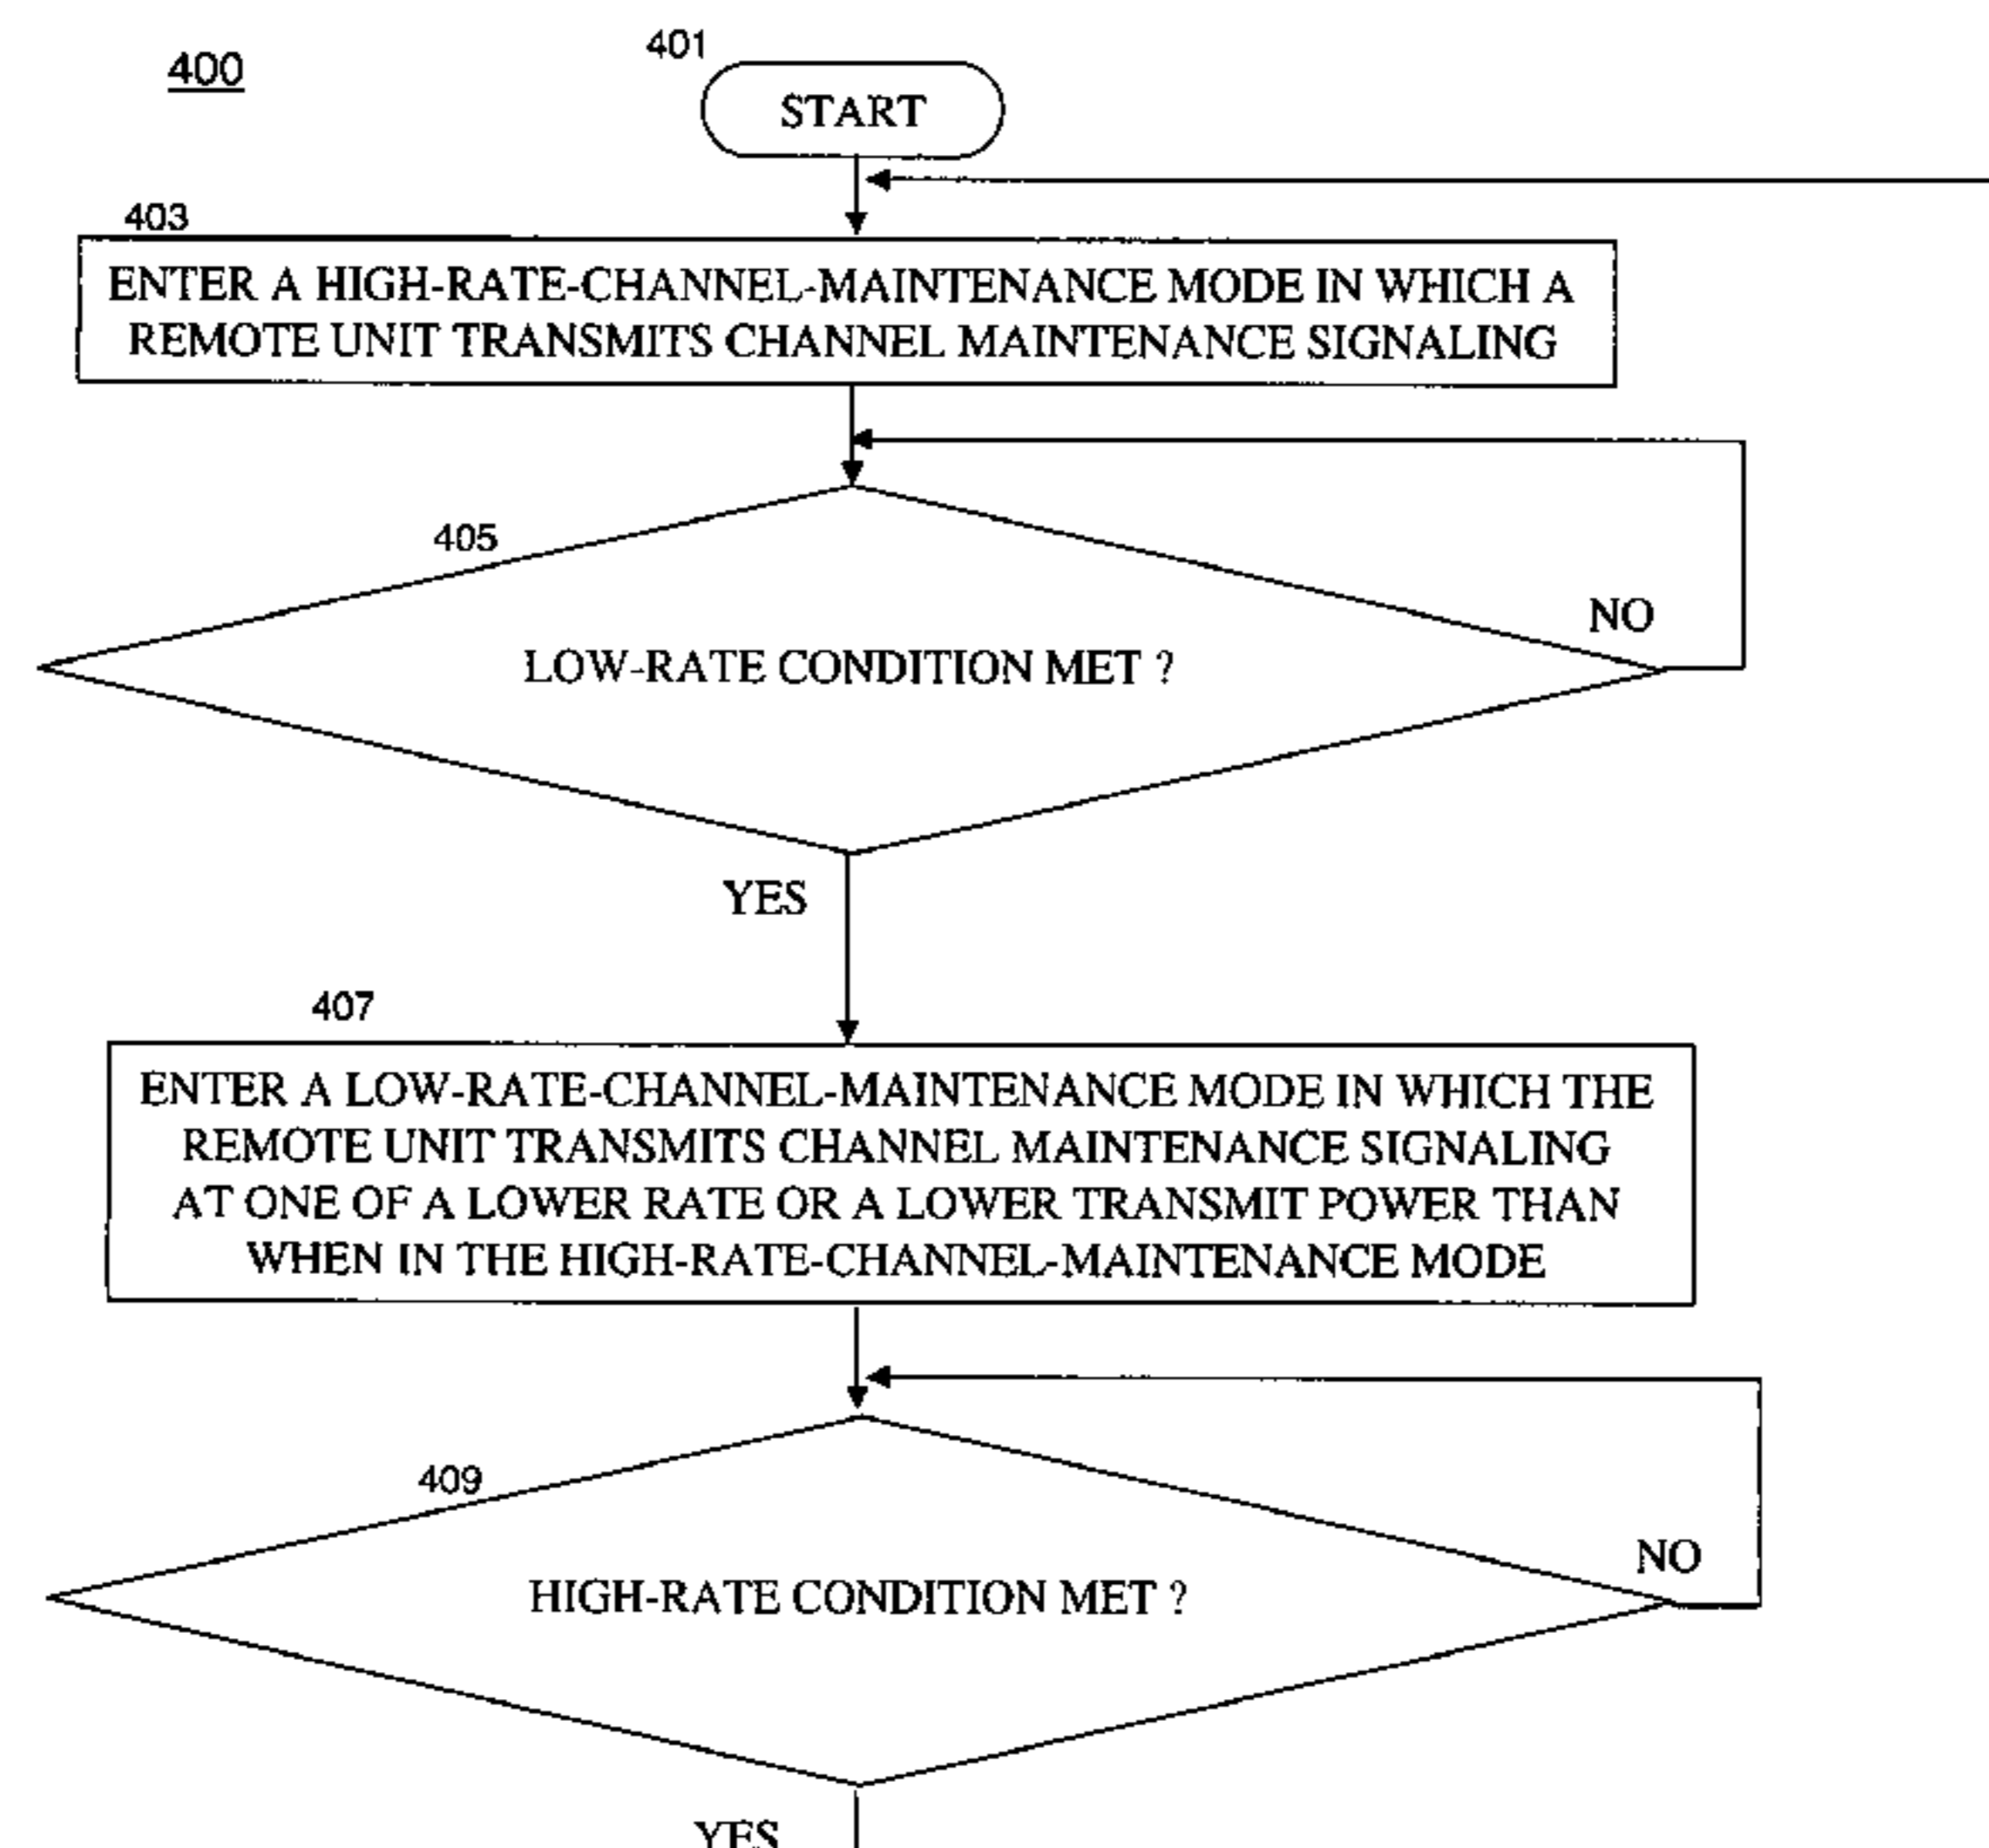 400
401
START
403
ENTER A HIGH-RATE-CHANNEL-MAINTENANCE MODE IN WHICH A
REMOTE UNIT TRANSMITS CHANNEL MAINTENANCE SIGNALING
405
NO
LOW-RATE CONDITION MET ?
YES
407
ENTER A LOW-RATE-CHANNEL-MAINTENANCE MODE IN WHICH THE
REMOTE UNIT TRANSMITS CHANNEL MAINTENANCE SIGNALING
AT ONE OF A LOWER RATE OR A LOWER TRANSMIT POWER THAN
WHEN IN THE HIGH-RATE-CHANNEL-MAINTENANCE MODE
409
NO
HIGH-RATE CONDITION MET ?
YES